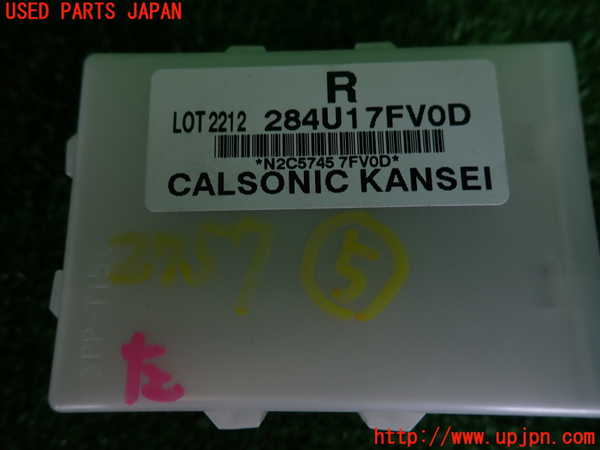 USED PARTS JAPAN
R
LOT 2212 284U17FV0D
*N2C5745 7FV0D*
CALSONIC KANSEI
5
た
http://www.upjpn.com/